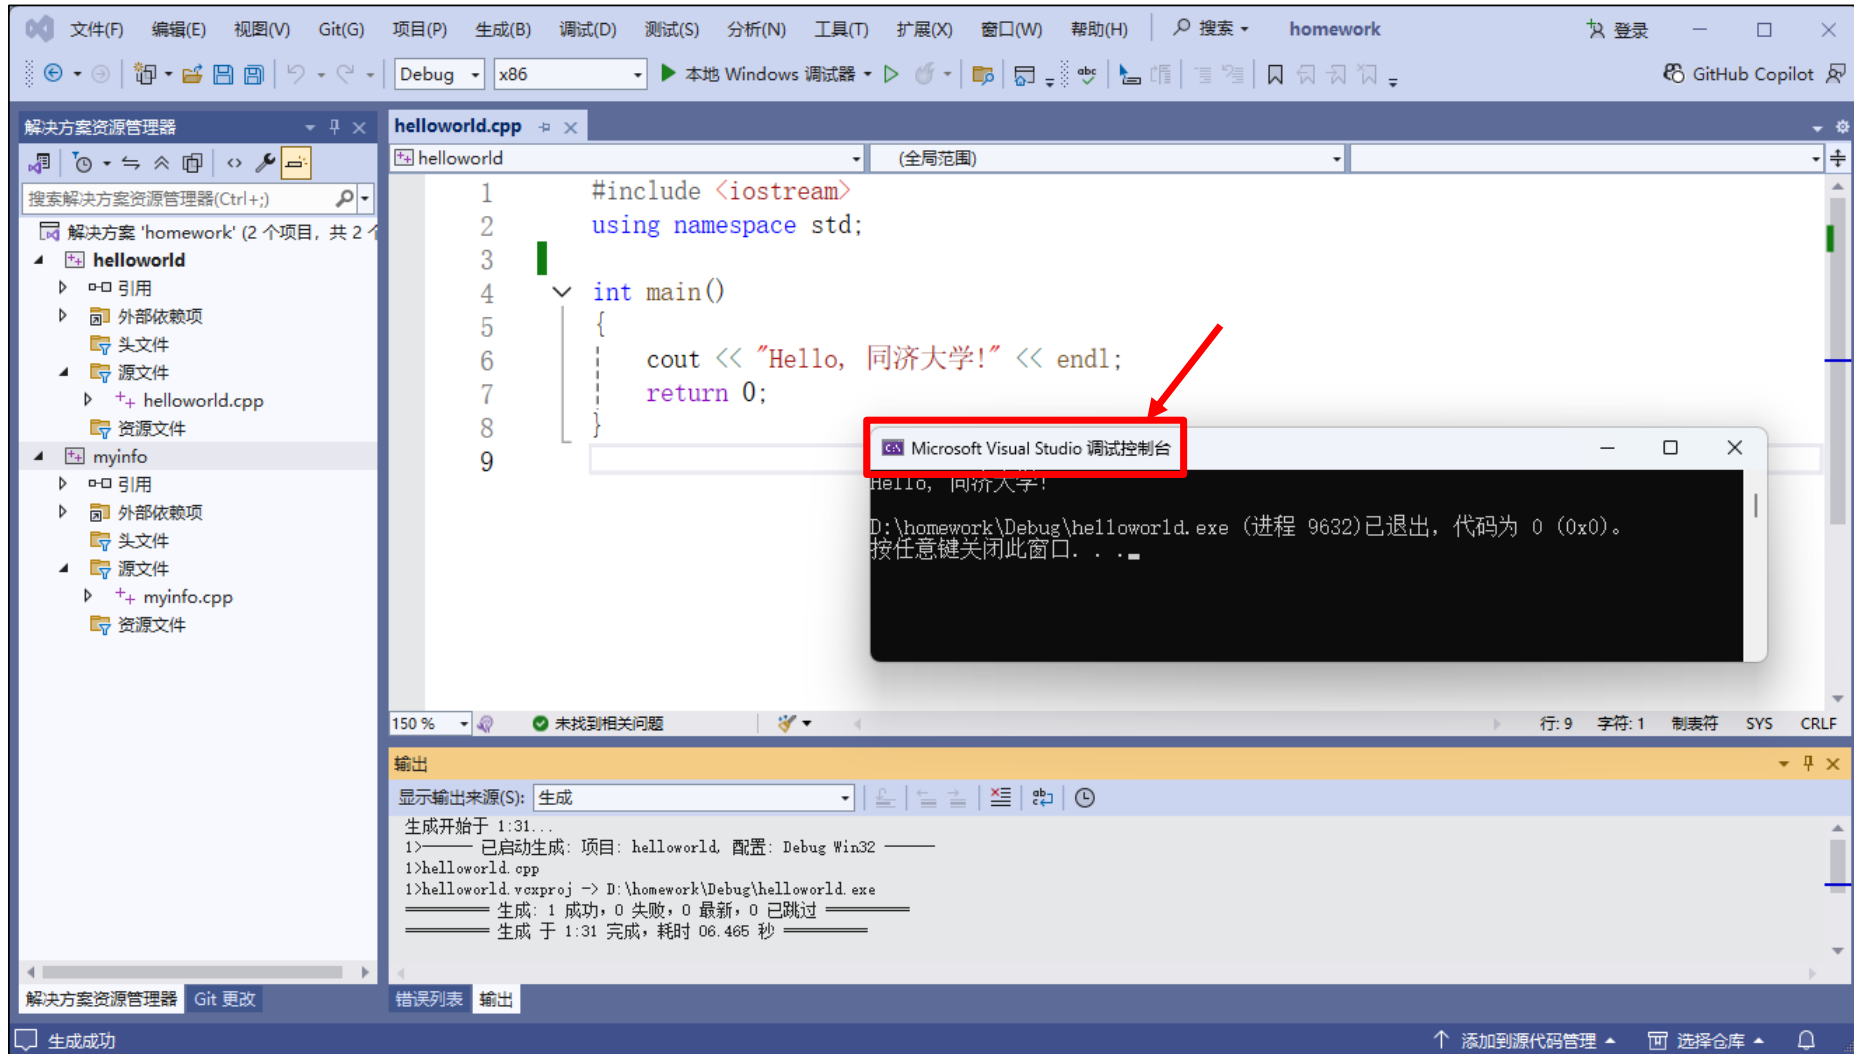 文件(F) 编辑(E) 视图(V) Git(G) 项目(P) 生成(B) 调试(D) 测试(S) 分析(N) 工具(T) 扩展(X) 窗口(W) 帮助(H) 搜索 homework 登录
Debug x86 本地 Windows 调试器 GitHub Copilot
解决方案资源管理器
搜索解决方案资源管理器(Ctrl+;)
解决方案 'homework' (2 个项目, 共 2 个
helloworld
引用
外部依赖项
头文件
源文件
helloworld.cpp
资源文件
myinfo
引用
外部依赖项
头文件
源文件
myinfo.cpp
资源文件
解决方案资源管理器 Git 更改
helloworld.cpp
helloworld (全局范围)
1 #include <iostream>
2 using namespace std;
3
4 int main()
5 {
6 cout << "Hello, 同济大学!" << endl;
7 return 0;
8 }
9
Microsoft Visual Studio 调试控制台
Hello, 同济大学!
D:\homework\Debug\helloworld.exe (进程 9632)已退出，代码为 0 (0x0)。
按任意键关闭此窗口. . .
150 % 未找到相关问题 行: 9 字符: 1 制表符 SYS CRLF
输出
显示输出来源(S): 生成
生成开始于 1:31...
1>—— 已启动生成: 项目: helloworld, 配置: Debug Win32 ——
1>helloworld.cpp
1>helloworld.vcxproj -> D:\homework\Debug\helloworld.exe
========== 生成: 1 成功，0 失败，0 最新，0 已跳过 ==========
========== 生成 于 1:31 完成，耗时 06.465 秒 ==========
错误列表 输出
生成成功 添加到源代码管理 选择仓库